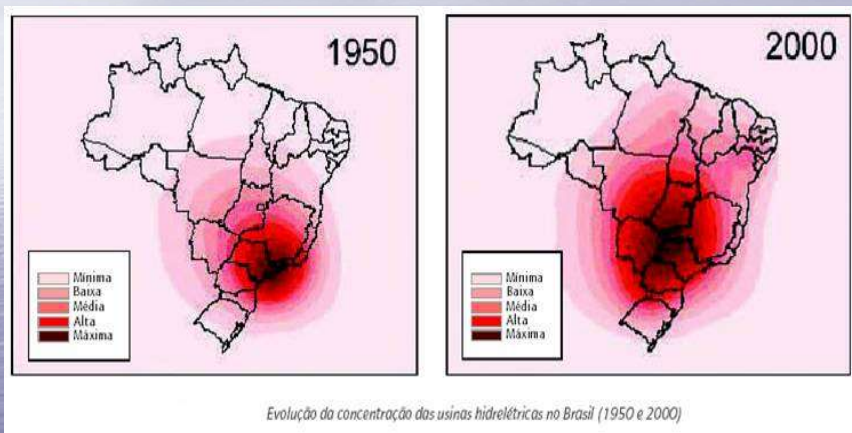 1950
Mínima
Baixa
Média
Alta
Máxima
2000
Mínima
Baixa
Média
Alta
Máxima
Evolução da concentração das usinas hidrelétricas no Brasil (1950 e 2000)